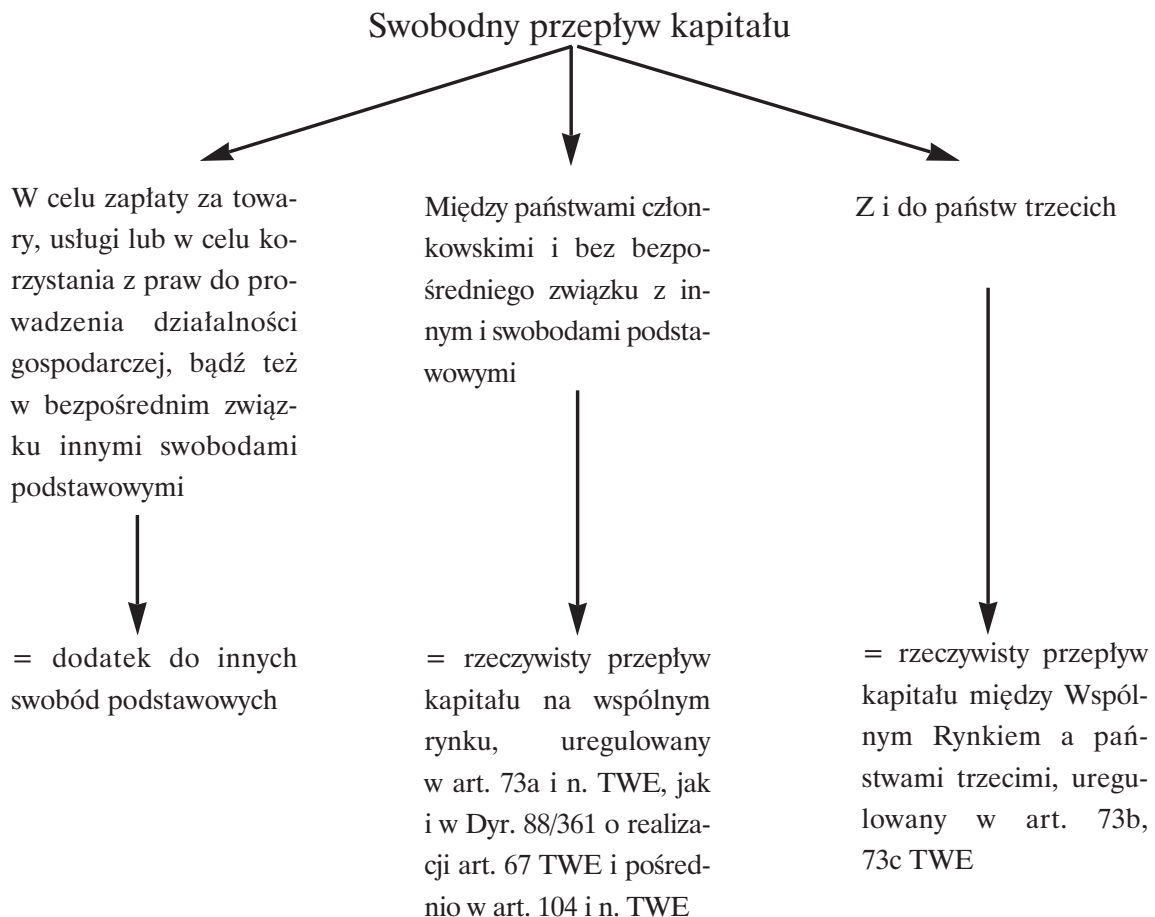 Swobodny przepływ kapitału
W celu zapłaty za towa-
ry, usługi lub w celu ko-
rzystania z praw do pro-
wadzenia działalności
gospodarczej, bądź też
w bezpośrednim związ-
ku innymi swobodami
podstawowymi
= dodatek do innych
swobód podstawowych
Między państwami człon-
kowskimi i bez bezpo-
średniego związku z in-
nym i swobodami podsta-
wowymi
= rzeczywisty przepływ
kapitału na wspólnym
rynku, uregulowany
w art. 73a i n. TWE, jak
i w Dyr. 88/361 o realiza-
cji art. 67 TWE i pośred-
nio w art. 104 i n. TWE
Z i do państw trzecich
= rzeczywisty przepływ
kapitału między Wspól-
nym Rynkiem a pań-
stwami trzecimi, uregu-
lowany w art. 73b,
73c TWE